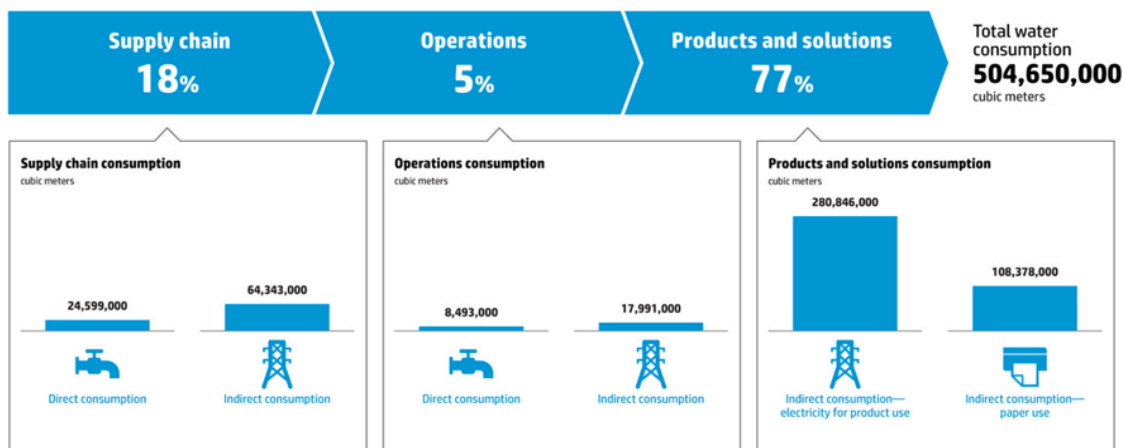 Supply chain
18%
Operations
5%
Products and solutions
77%
Total water
consumption
504,650,000
cubic meters
Supply chain consumption
cubic meters
24,599,000
64,343,000
Direct consumption
Indirect consumption
Operations consumption
cubic meters
8,493,000
17,991,000
Direct consumption
Indirect consumption
Products and solutions consumption
cubic meters
280,846,000
108,378,000
Indirect consumption—
electricity for product use
Indirect consumption—
paper use